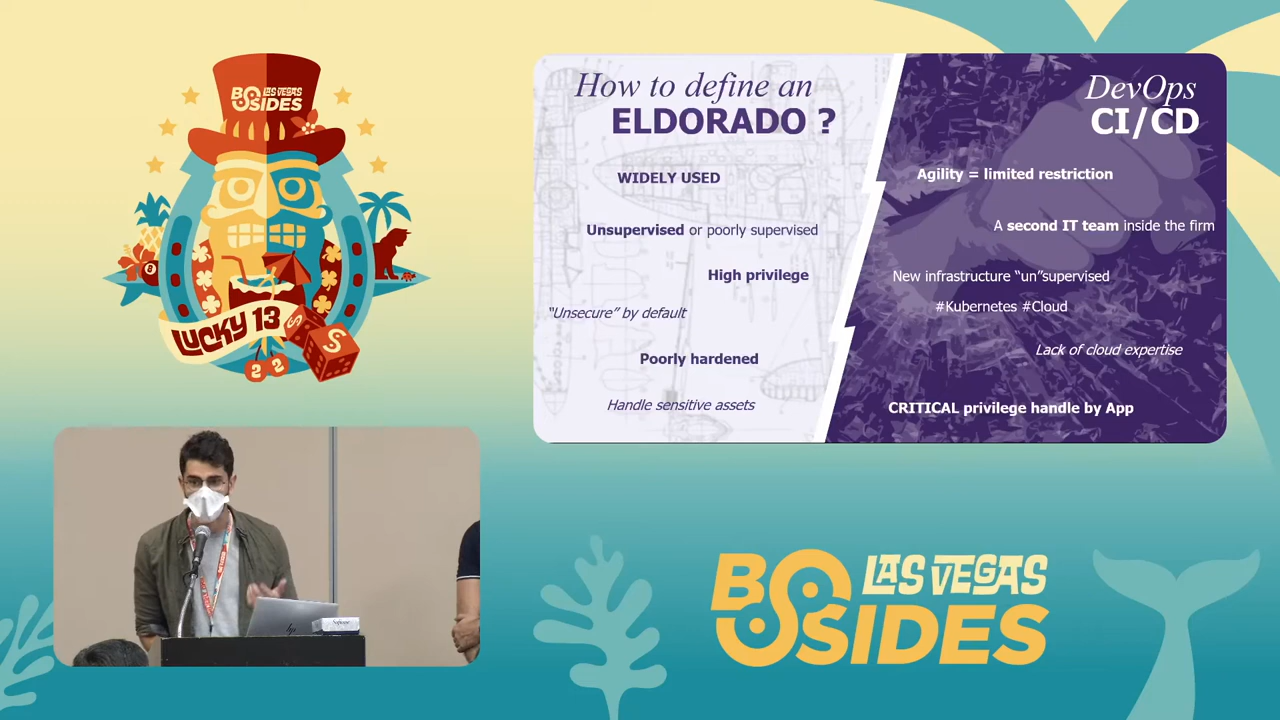 BSIDES LAS VEGAS
LUCKY 13
22
How to define an
ELDORADO ?
WIDELY USED
Unsupervised or poorly supervised
High privilege
“Unsecure” by default
Poorly hardened
Handle sensitive assets
DevOps
CI/CD
Agility = limited restriction
A second IT team inside the firm
New infrastructure “un”supervised
#Kubernetes #Cloud
Lack of cloud expertise
CRITICAL privilege handle by App
hp
BSIDES LAS VEGAS